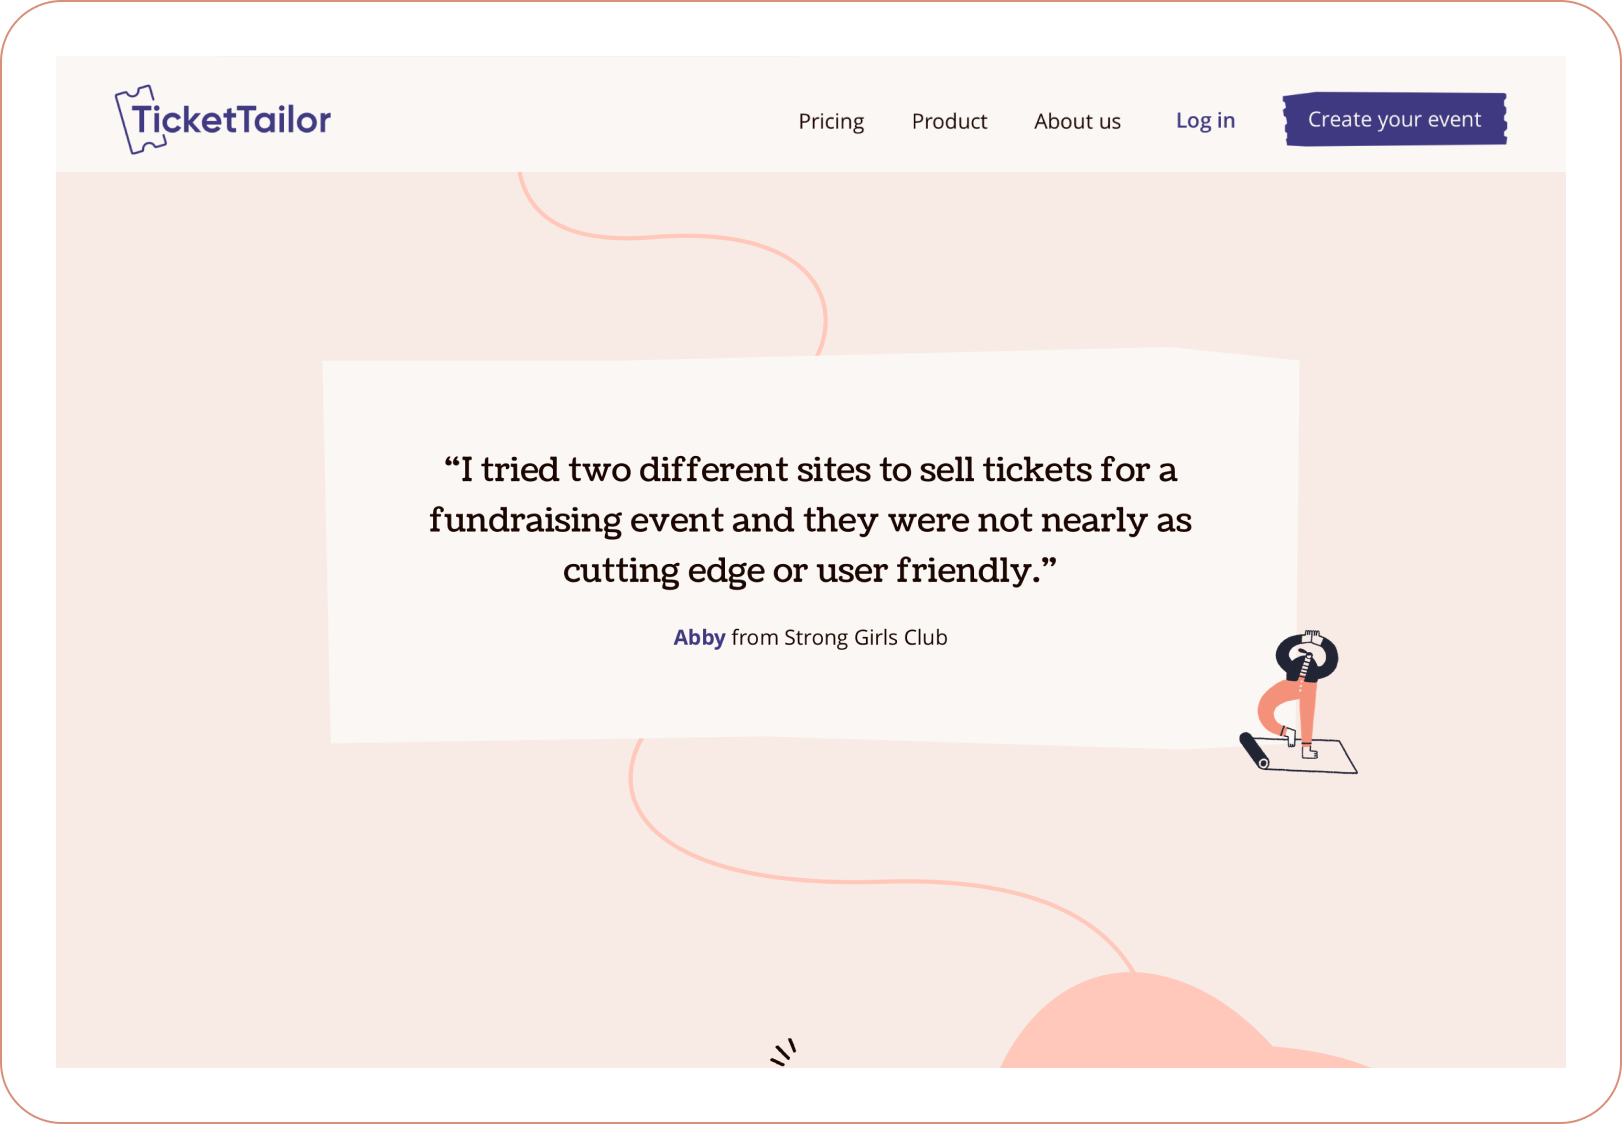 TicketTailor
Pricing
Product
About us
Log in
Create your event
“I tried two different sites to sell tickets for a
fundraising event and they were not nearly as
cutting edge or user friendly.”
Abby from Strong Girls Club